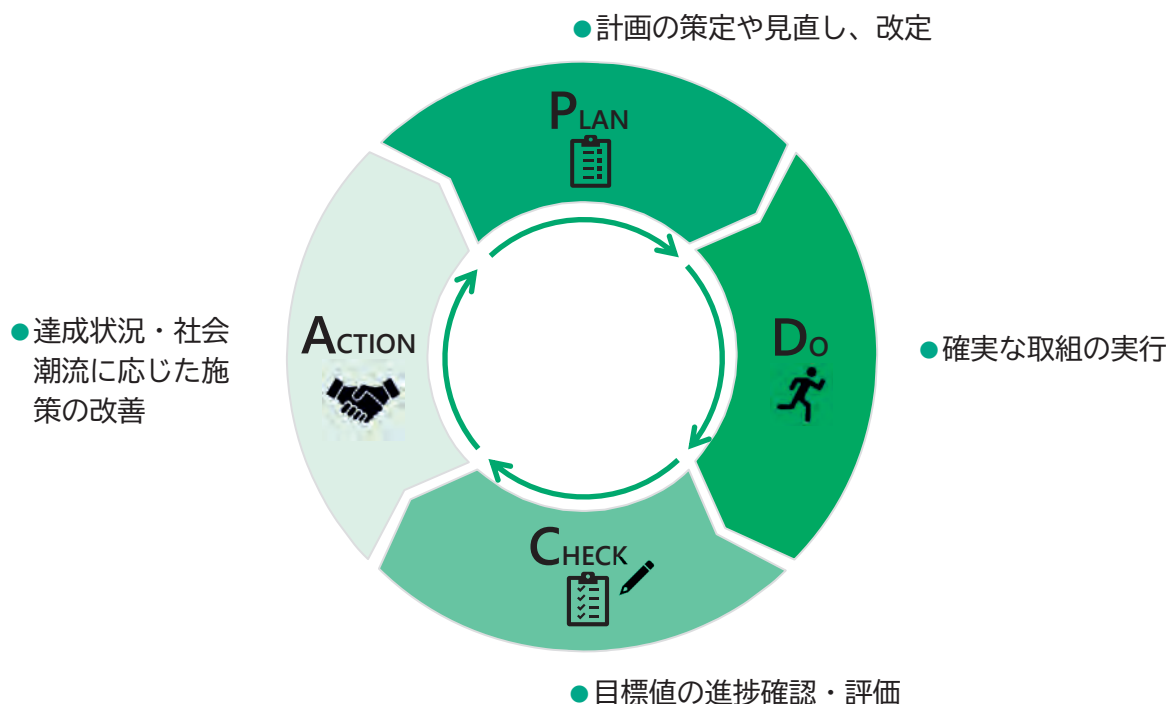 ●計画の策定や見直し、改定
PLAN
DO
●確実な取組の実行
CHECK
●目標値の進捗確認・評価
ACTION
●達成状況・社会
潮流に応じた施
策の改善